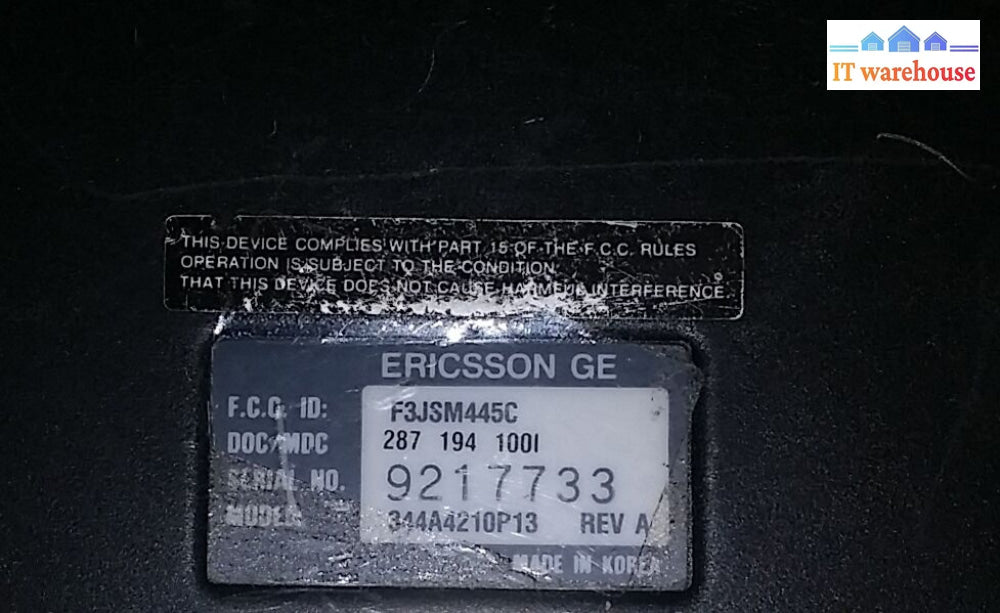 IT warehouse
THIS DEVICE COMPLIES WITH PART 15 OF THE F.C.C. RULES
OPERATION IS SUBJECT TO THE CONDITION
THAT THIS DEVICE DOES NOT CAUSE HARMFUL INTERFERENCE.
ERICSSON GE
F.C.C. ID: F3JSM445C
DOC/MDC 287 194 1001
SERIAL NO. 9217733
MODEL 344A4210P13 REV A
MADE IN KOREA